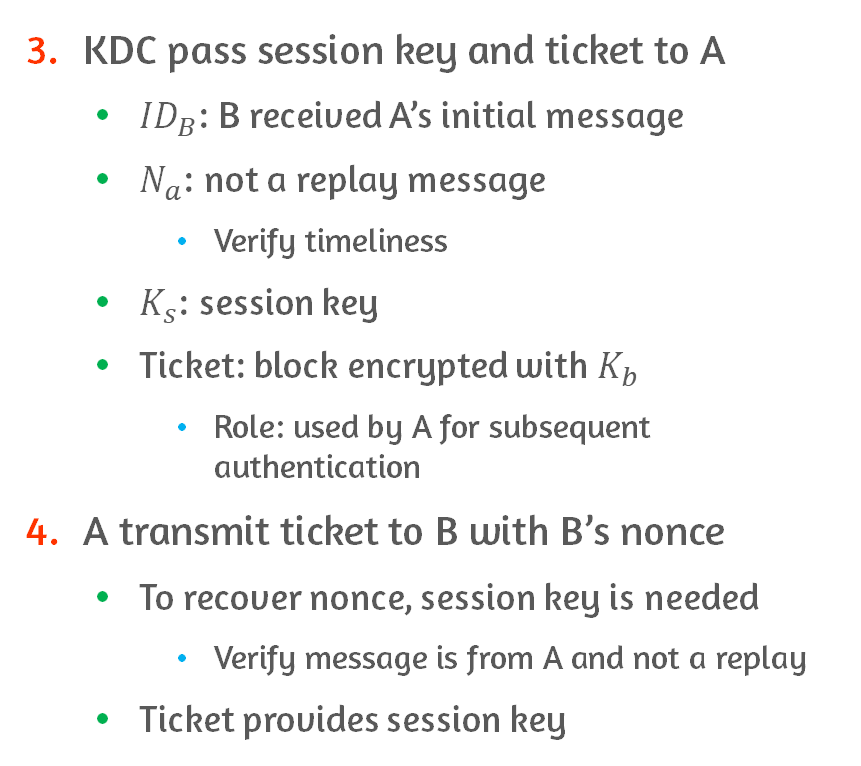 3. KDC pass session key and ticket to A
• ID_B: B received A's initial message
• N_a: not a replay message
• Verify timeliness
• K_s: session key
• Ticket: block encrypted with K_b
• Role: used by A for subsequent
authentication
4. A transmit ticket to B with B's nonce
• To recover nonce, session key is needed
• Verify message is from A and not a replay
• Ticket provides session key